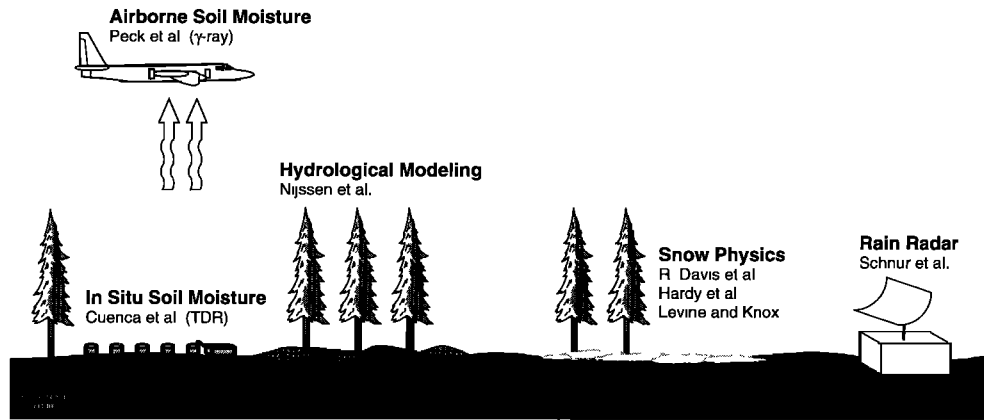 Airborne Soil Moisture
Peck et al (γ-ray)
Hydrological Modeling
Nijssen et al.
Snow Physics
R Davis et al
Hardy et al
Levine and Knox
Rain Radar
Schnur et al.
In Situ Soil Moisture
Cuenca et al (TDR)